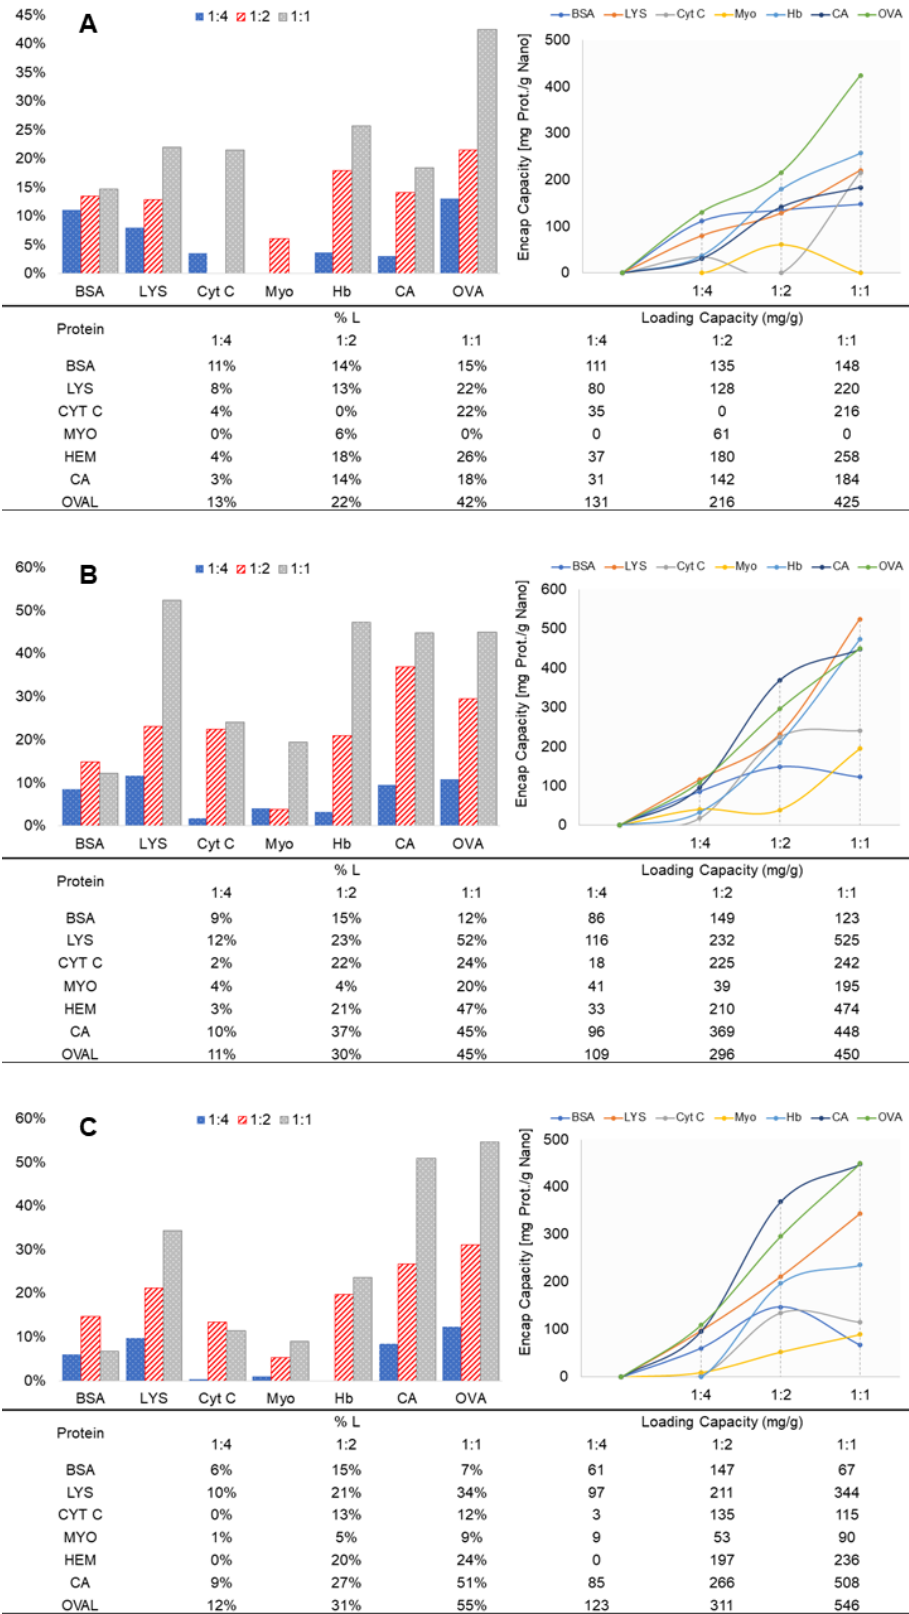 A
1:4 1:2 1:1
45%
40%
35%
30%
25%
20%
15%
10%
5%
0%
BSA LYS Cyt C Myo Hb CA OVA
BSA LYS Cyt C Myo Hb CA OVA
Encap Capacity [mg Prot./g Nano]
500
400
300
200
100
0
1:4 1:2 1:1
Protein % L Loading Capacity (mg/g)
1:4 1:2 1:1 1:4 1:2 1:1
BSA 11% 14% 15% 111 135 148
LYS 8% 13% 22% 80 128 220
CYT C 4% 0% 22% 35 0 216
MYO 0% 6% 0% 0 61 0
HEM 4% 18% 26% 37 180 258
CA 3% 14% 18% 31 142 184
OVAL 13% 22% 42% 131 216 425
B
1:4 1:2 1:1
60%
50%
40%
30%
20%
10%
0%
BSA LYS Cyt C Myo Hb CA OVA
BSA LYS Cyt C Myo Hb CA OVA
Encap Capacity [mg Prot./g Nano]
600
500
400
300
200
100
0
1:4 1:2 1:1
Protein % L Loading Capacity (mg/g)
1:4 1:2 1:1 1:4 1:2 1:1
BSA 9% 15% 12% 86 149 123
LYS 12% 23% 52% 116 232 525
CYT C 2% 22% 24% 18 225 242
MYO 4% 4% 20% 41 39 195
HEM 3% 21% 47% 33 210 474
CA 10% 37% 45% 96 369 448
OVAL 11% 30% 45% 109 296 450
C
1:4 1:2 1:1
60%
50%
40%
30%
20%
10%
0%
BSA LYS Cyt C Myo Hb CA OVA
BSA LYS Cyt C Myo Hb CA OVA
Encap Capacity [mg Prot./g Nano]
500
400
300
200
100
0
1:4 1:2 1:1
Protein % L Loading Capacity (mg/g)
1:4 1:2 1:1 1:4 1:2 1:1
BSA 6% 15% 7% 61 147 67
LYS 10% 21% 34% 97 211 344
CYT C 0% 13% 12% 3 135 115
MYO 1% 5% 9% 9 53 90
HEM 0% 20% 24% 0 197 236
CA 9% 27% 51% 85 266 508
OVAL 12% 31% 55% 123 311 546